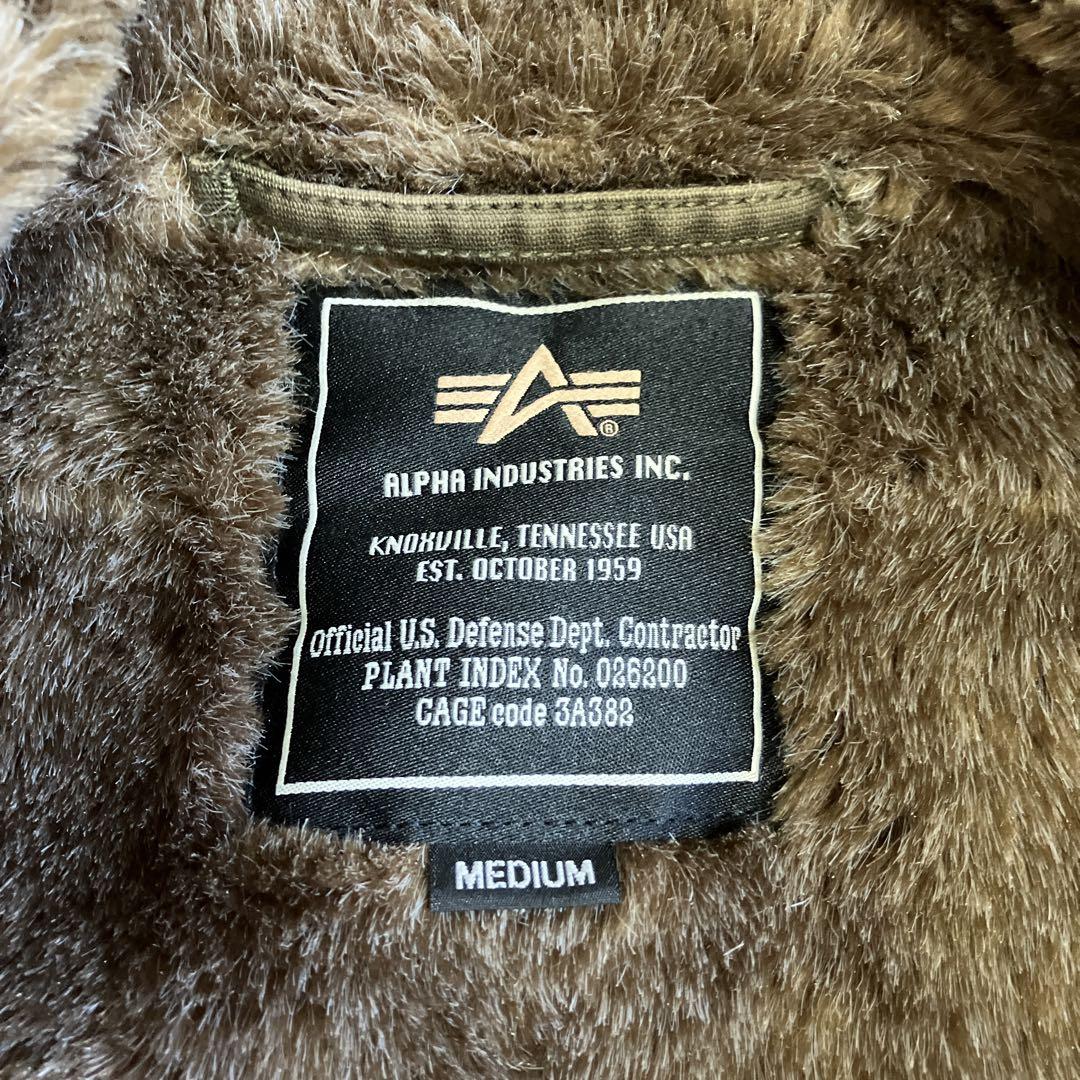 ®
ALPHA INDUSTRIES INC.
KNOXVILLE, TENNESSEE USA
EST. OCTOBER 1959
Official U.S. Defense Dept. Contractor
PLANT INDEX No. 026200
CAGE code 3A382
MEDIUM